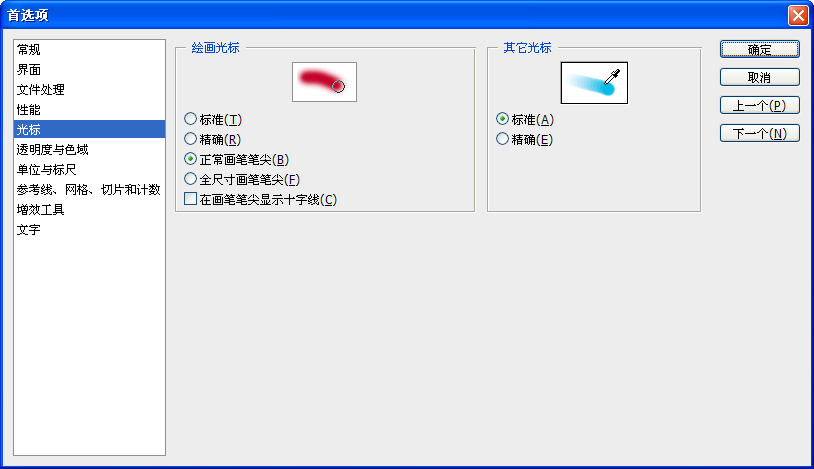 首选项
常规
界面
文件处理
性能
光标
透明度与色域
单位与标尺
参考线、网格、切片和计数
增效工具
文字
绘画光标
标准(T)
精确(R)
正常画笔笔尖(B)
全尺寸画笔笔尖(F)
在画笔笔尖显示十字线(C)
其它光标
标准(A)
精确(E)
确定
取消
上一个(P)
下一个(N)